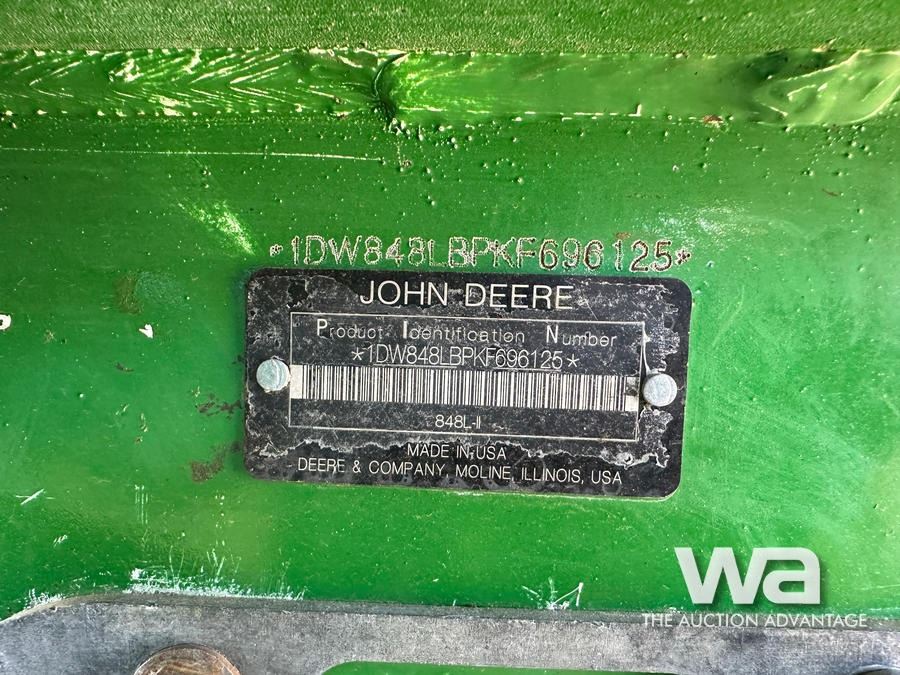 *1DW848LBPKF696125*
JOHN DEERE
Product Identification Number
*1DW848LBPKF696125*
848L-II
MADE IN USA
DEERE & COMPANY, MOLINE, ILLINOIS, USA
wa
THE AUCTION ADVANTAGE